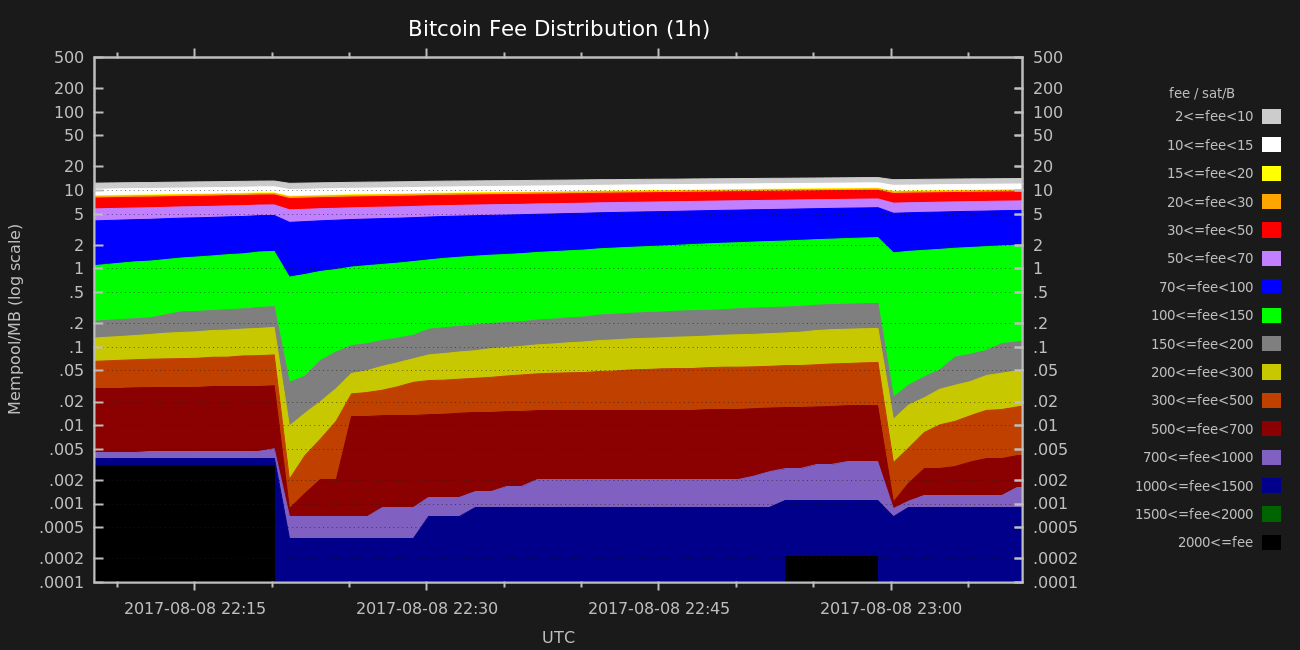 Bitcoin Fee Distribution (1h)
500
200
100
50
20
10
5
2
1
.5
.2
.1
.05
.02
.01
.005
.002
.001
.0005
.0002
.0001
Mempool/MB (log scale)
500
200
100
50
20
10
5
2
1
.5
.2
.1
.05
.02
.01
.005
.002
.001
.0005
.0002
.0001
2017-08-08 22:15
2017-08-08 22:30
2017-08-08 22:45
2017-08-08 23:00
UTC
fee / sat/B
2<=fee<10
10<=fee<15
15<=fee<20
20<=fee<30
30<=fee<50
50<=fee<70
70<=fee<100
100<=fee<150
150<=fee<200
200<=fee<300
300<=fee<500
500<=fee<700
700<=fee<1000
1000<=fee<1500
1500<=fee<2000
2000<=fee